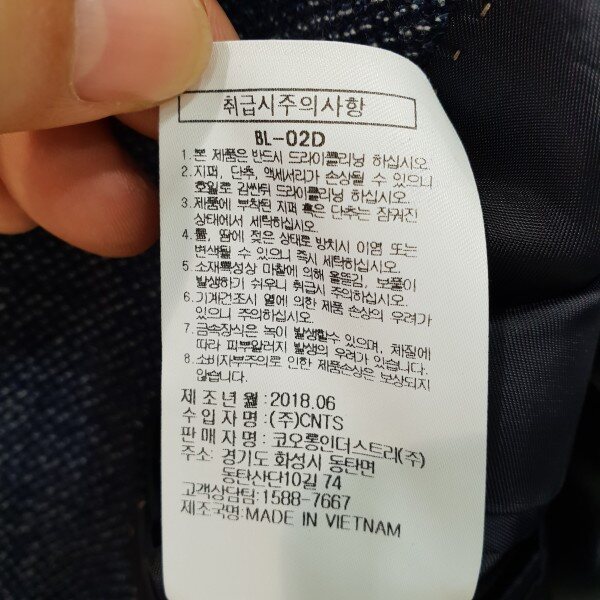 취급시주의사항
BL-02D
1. 본 제품은 반드시 드라이클리닝 하십시오.
2. 지퍼, 단추, 액세서리가 손상될 수 있으니
호일로 감싼뒤 드라이클리닝 하십시오.
3. 제품에 부착된 지퍼 혹은 단추는 잠궈진
상태에서 세탁하십시오.
4. 물, 땀에 젖은 상태로 방치시 이염 또는
변색될 수 있으니 즉시 세탁하십시오.
5. 소재특성상 마찰에 의해 올뜯김, 보풀이
발생하기 쉬우니 취급시 주의하십시오.
6. 기계건조시 열에 의한 제품 손상의 우려가
있으니 주의하십시오.
7. 금속장식은 녹이 발생할수 있으며, 체질에
따라 피부알러지 발생의 우려가 있습니다.
8. 소비자부주의로 인한 제품손상은 보상되지
않습니다.
제조년월:2018.06
수입자명:(주)CNTS
판매자명: 코오롱인더스트리(주)
주소: 경기도 화성시 동탄면
동탄산단10길 74
고객상담팀:1588-7667
제조국명:MADE IN VIETNAM